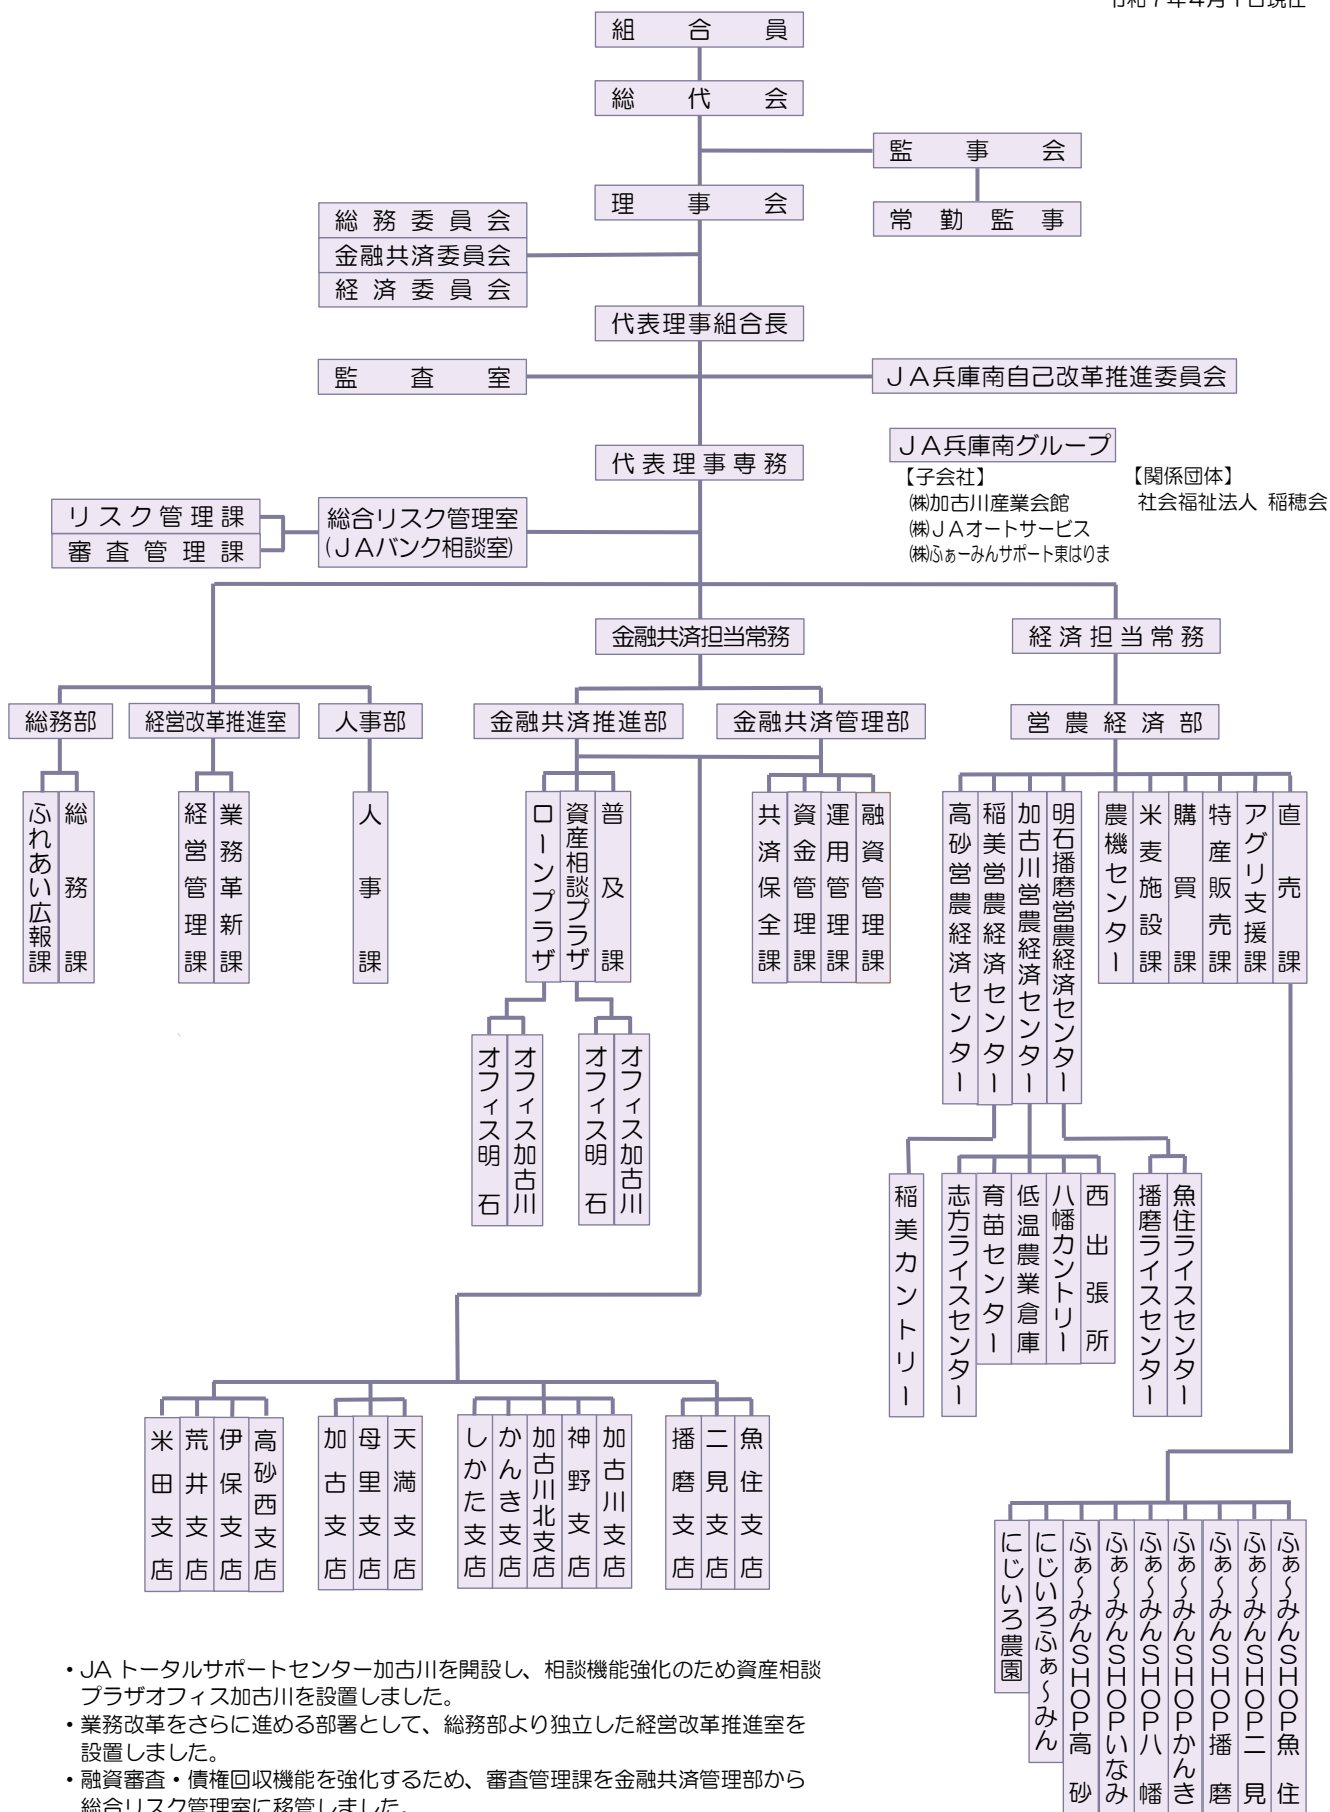 令和7年4月1日現在
組合員
総代会
監事会
理事会
常勤監事
総務委員会
金融共済委員会
経済委員会
代表理事組合長
監査室
JA兵庫南自己改革推進委員会
代表理事専務
JA兵庫南グループ
【子会社】
㈱加古川産業会館
㈱JAオートサービス
㈱ふぁーみんサポート東はりま
【関係団体】
社会福祉法人 稲穂会
リスク管理課
審査管理課
総合リスク管理室
(JAバンク相談室)
金融共済担当常務
経済担当常務
総務部
経営改革推進室
人事部
金融共済推進部
金融共済管理部
営農経済部
ふれあい広報課
総務課
経営管理課
業務革新課
人事課
ローンプラザ
資産相談プラザ
普及課
共済保全課
資金管理課
運用管理課
融資管理課
高砂営農経済センター
稲美営農経済センター
加古川営農経済センター
明石播磨営農経済センター
農機センター
米麦施設課
購買課
特産販売課
アグリ支援課
直売課
オフィス明石
オフィス加古川
オフィス明石
オフィス加古川
稲美カントリー
志方ライスセンター
育苗センター
低温農業倉庫
八幡カントリー
西出張所
播磨ライスセンター
魚住ライスセンター
米田支店
荒井支店
伊保支店
高砂西支店
加古支店
母里支店
天満支店
しかた支店
かんき支店
加古川北支店
神野支店
加古川支店
播磨支店
二見支店
魚住支店
にじいろ農園
にじいろふぁ～みん
ふぁ～みんSHOP高砂
ふぁ～みんSHOPいなみ
ふぁ～みんSHOP八幡
ふぁ～みんSHOPかんき
ふぁ～みんSHOP播磨
ふぁ～みんSHOP二見
ふぁ～みんSHOP魚住
・JA トータルサポートセンター加古川を開設し、相談機能強化のため資産相談
プラザオフィス加古川を設置しました。
・業務改革をさらに進める部署として、総務部より独立した経営改革推進室を
設置しました。
・融資審査・債権回収機能を強化するため、審査管理課を金融共済管理部から
総合リスク管理室に移管しました。